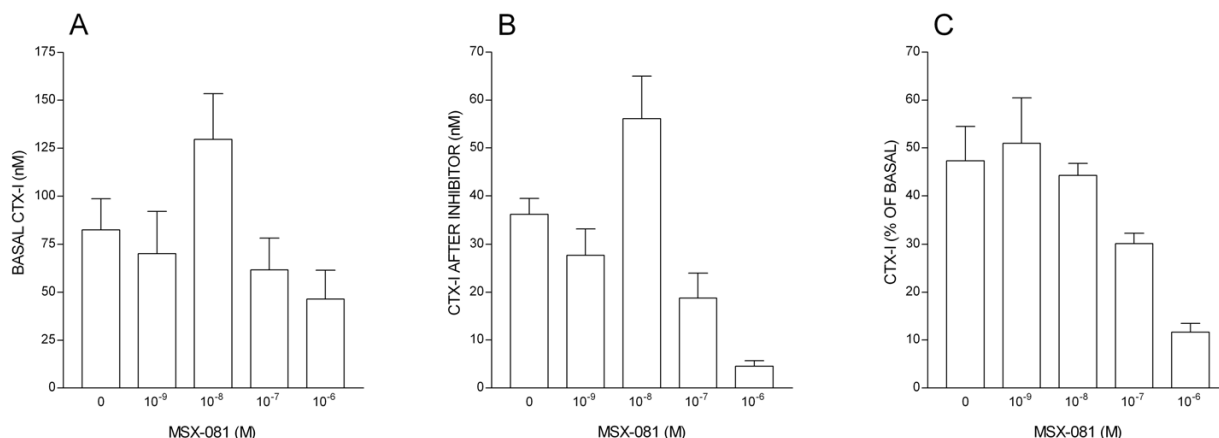 A
BASAL CTX-I (nM)
175
150
125
100
75
50
25
0
0 10⁻⁹ 10⁻⁸ 10⁻⁷ 10⁻⁶
MSX-081 (M)
B
CTX-I AFTER INHIBITOR (nM)
70
60
50
40
30
20
10
0
0 10⁻⁹ 10⁻⁸ 10⁻⁷ 10⁻⁶
MSX-081 (M)
C
CTX-I (% OF BASAL)
70
60
50
40
30
20
10
0
0 10⁻⁹ 10⁻⁸ 10⁻⁷ 10⁻⁶
MSX-081 (M)